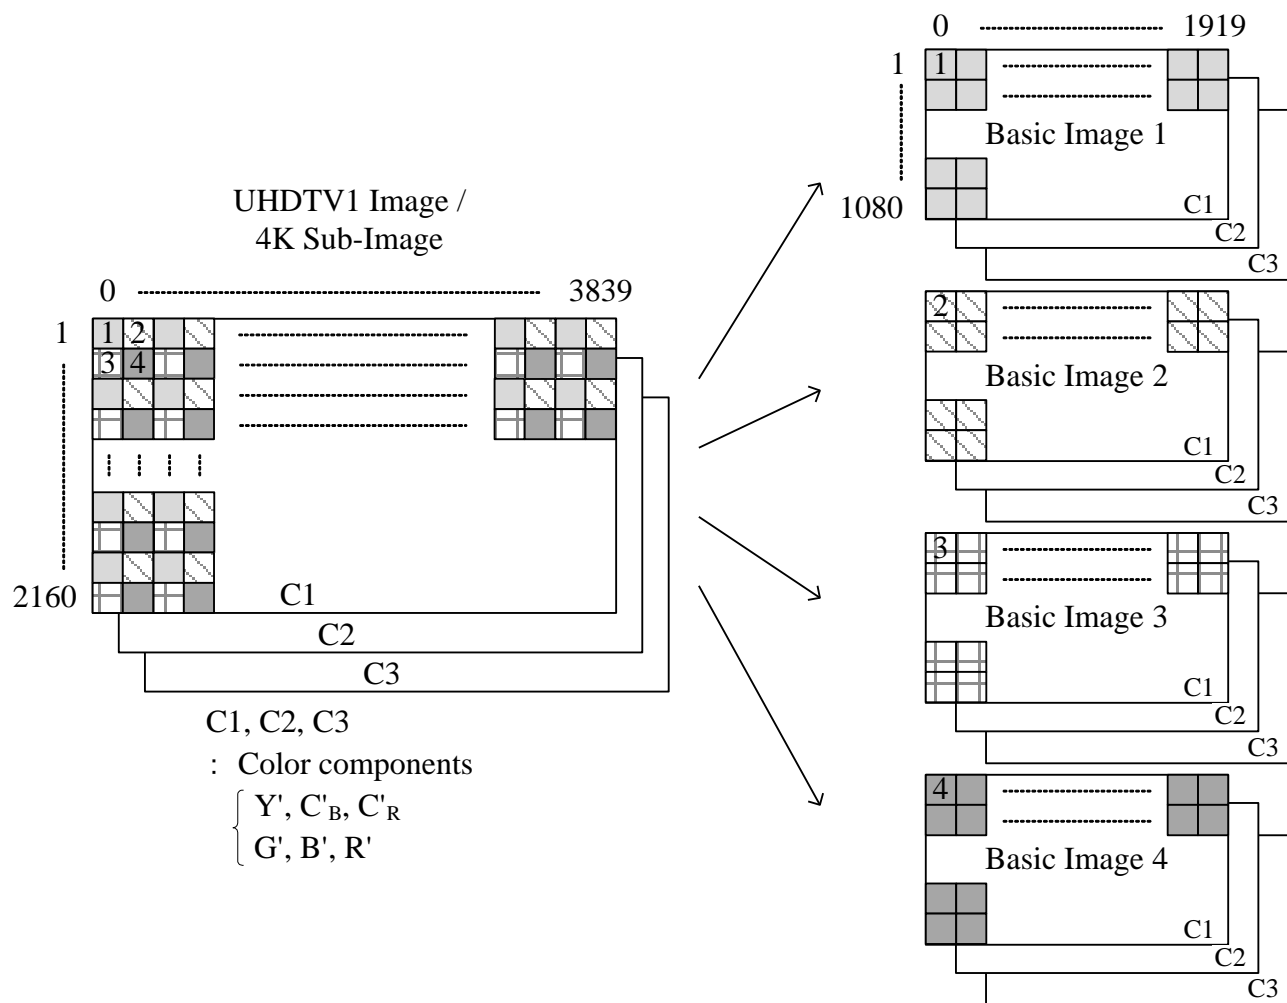 UHDTV1 Image /
4K Sub-Image
0 3839
1
1 2
3 4
2160
C1
C2
C3
C1, C2, C3
: Color components
Y', C'B, C'R
G', B', R'
0 1919
1
1
Basic Image 1
1080
C1
C2
C3
2
Basic Image 2
C1
C2
C3
3
Basic Image 3
C1
C2
C3
4
Basic Image 4
C1
C2
C3